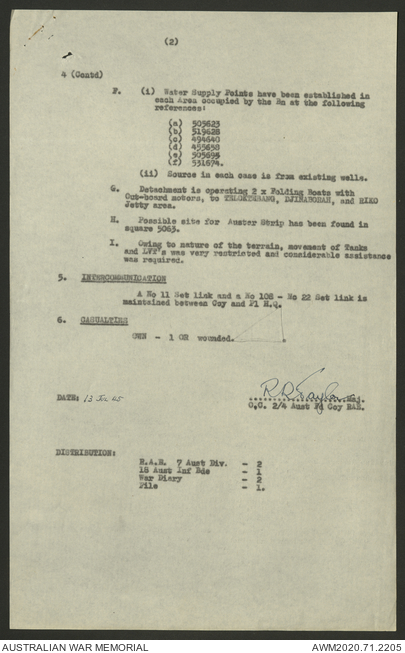 (2)
4 (Contd)
F. (i) Water Supply Points have been established in
each Area occupied by the Bn at the following
references:
(a) 505623
(b) 519628
(c) 494640
(d) 455638
(e) 505695
(f) 531674.
(ii) Source in each case is from existing wells.
G. Detachment is operating 2 x Folding Boats with
Out-board motors, to DJINABORAH, and RIKO
Jetty area.
H. Possible site for Auster Strip has been found in
square 5063.
I. Owing to nature of the terrain, movement of Tanks
and LVT's was very restricted and considerable assistance
was required.
5. INTERCOMMUNICATION
A No 11 Set link and a No 108 - No 22 Set link is
maintained between Coy and Pl H.Q.
6. CASUALTIES
OWN - 1 OR wounded.
DATE: 13 45
R.R. Taylor Maj.
O.C. 2/4 Aust Fd Coy RAE.
DISTRIBUTION:
R.A.E. 7 Aust Div. - 2
18 Aust Inf Bde - 1
War Diary - 2
File - 1.
AUSTRALIAN WAR MEMORIAL
AWM2020.71.2205